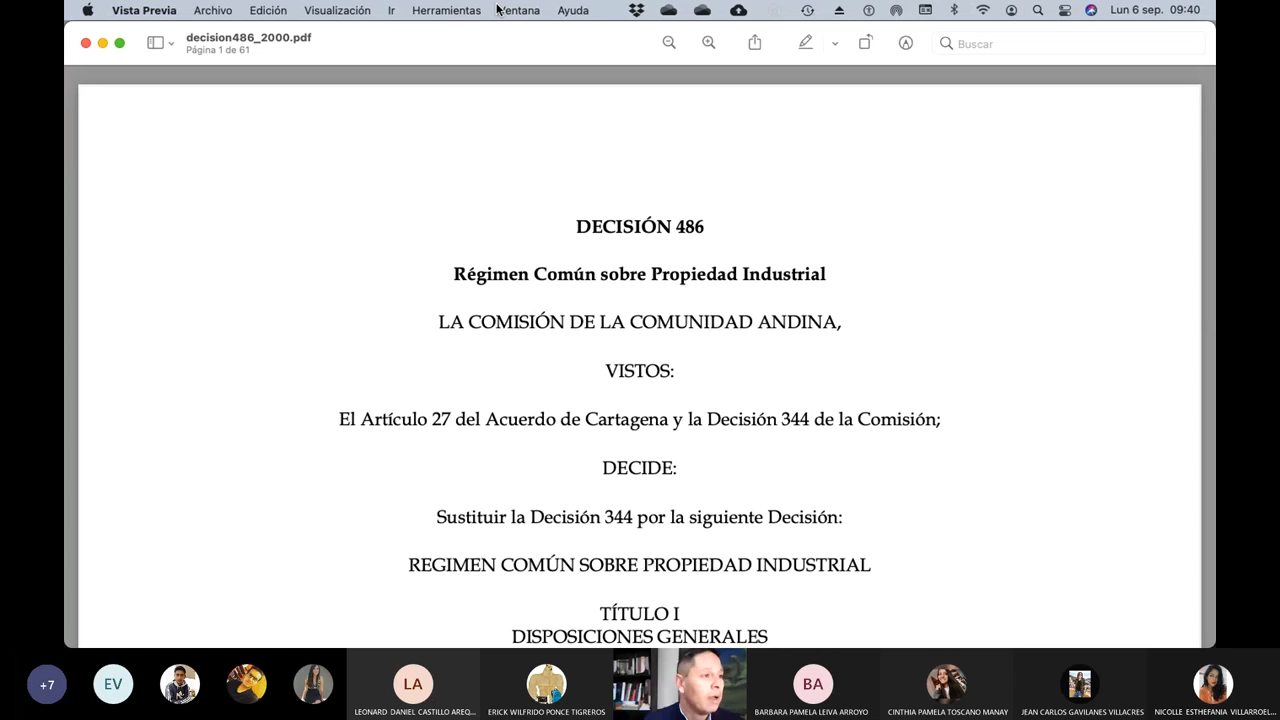 Vista Previa Archivo Edición Visualización Ir Herramientas Ventana Ayuda Lun 6 sep. 09:40
decision486_2000.pdf
Página 1 de 61
Buscar
DECISIÓN 486
Régimen Común sobre Propiedad Industrial
LA COMISIÓN DE LA COMUNIDAD ANDINA,
VISTOS:
El Artículo 27 del Acuerdo de Cartagena y la Decisión 344 de la Comisión;
DECIDE:
Sustituir la Decisión 344 por la siguiente Decisión:
REGIMEN COMÚN SOBRE PROPIEDAD INDUSTRIAL
TÍTULO I
DISPOSICIONES GENERALES
+7 EV LA BA
LEONARD DANIEL CASTILLO AREQ... ERICK WILFRIDO PONCE TIGREROS BARBARA PAMELA LEIVA ARROYO CINTHIA PAMELA TOSCANO MANAY JEAN CARLOS GAVILANES VILLACRES NICOLLE ESTHEFANIA VILLARROEL...